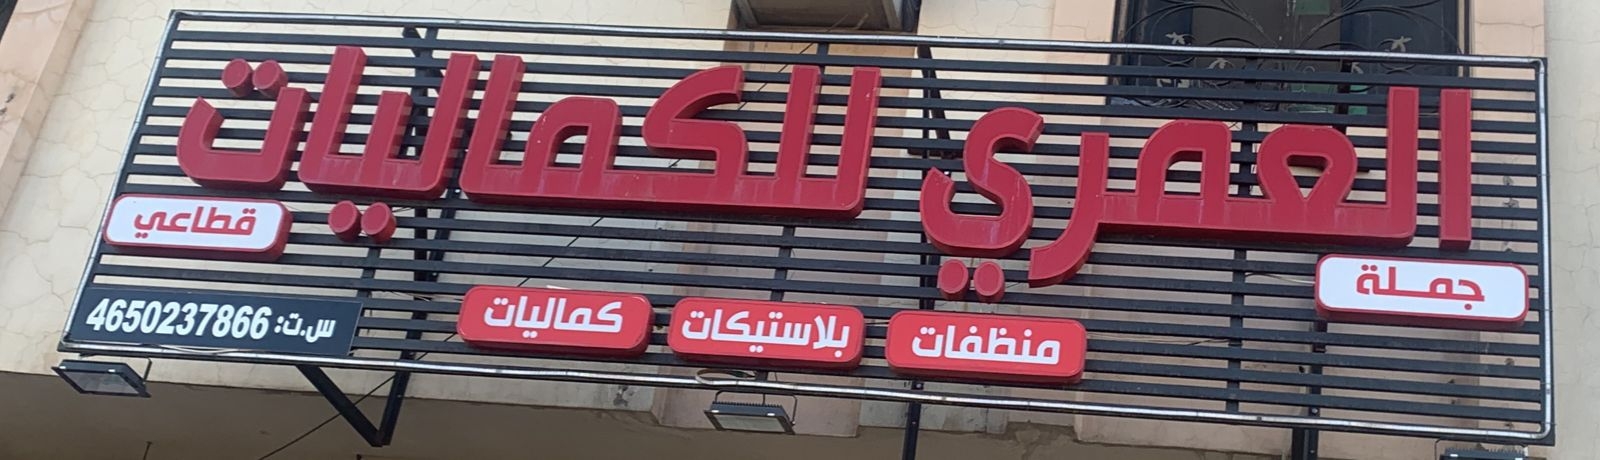 العمري للكماليات
جملة
قطاعي
منظفات
بلاستيكات
كماليات
س.ت: 4650237866